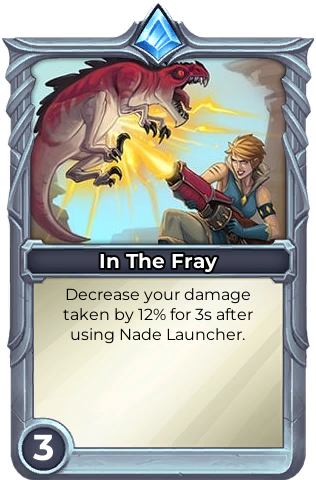 In The Fray
Decrease your damage
taken by 12% for 3s after
using Nade Launcher.
3